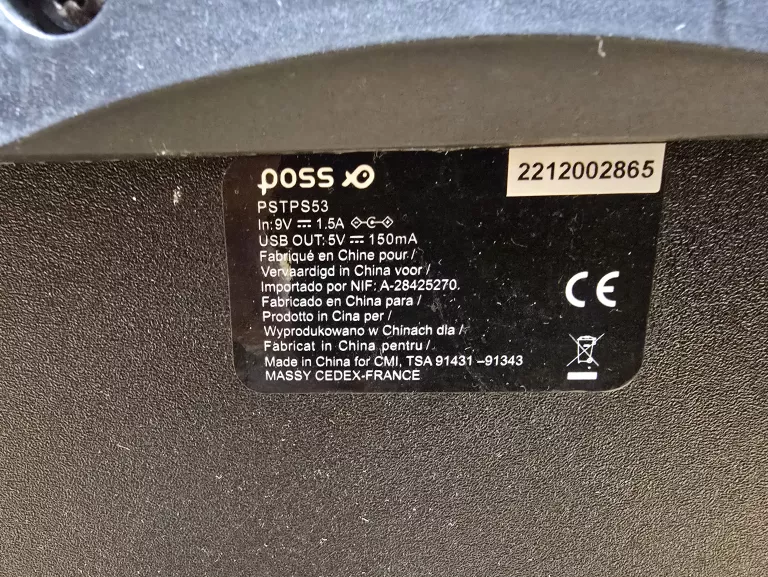 poss
2212002865
PSTPS53
In: 9V ⎓ 1.5A
USB OUT: 5V ⎓ 150mA
Fabriqué en Chine pour /
Vervaardigd in China voor /
Importado por NIF: A-28425270.
Fabricado en China para /
Prodotto in Cina per /
Wyprodukowano w Chinach dla /
Fabricat în China pentru /
Made in China for CMI, TSA 91431 –91343
MASSY CEDEX-FRANCE
CE